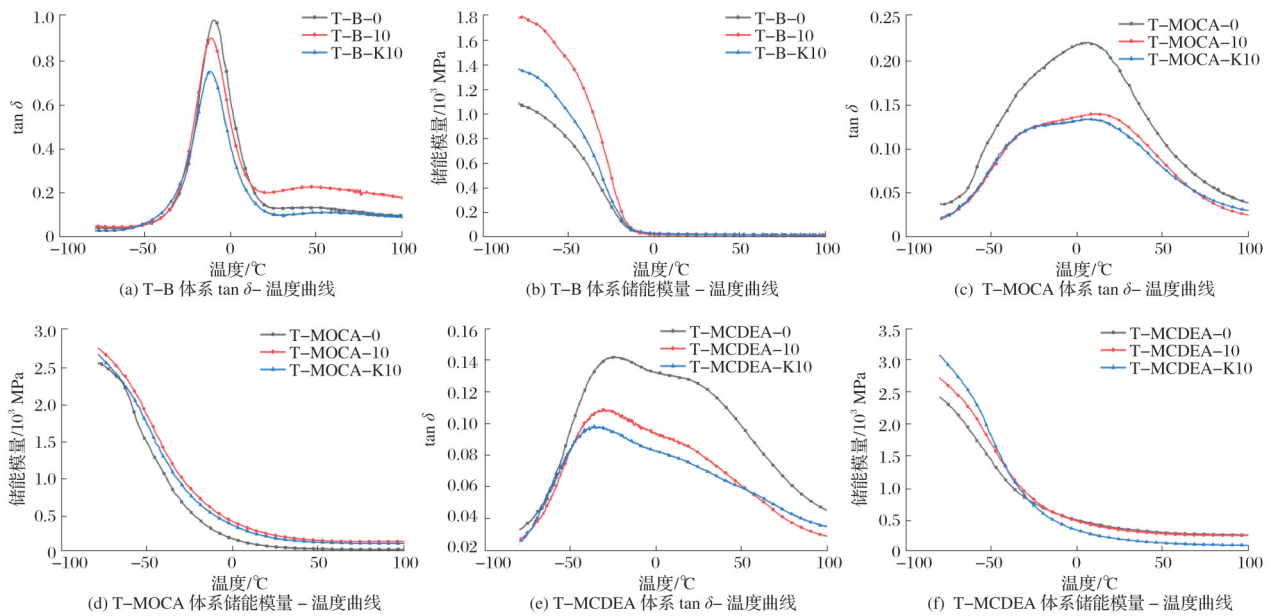 1.0
0.8
0.6
0.4
0.2
0
−100
−50
0
50
100
tan δ
温度/℃
T−B−0
T−B−10
T−B−K10
(a) T−B 体系 tan δ− 温度曲线
1.8
1.6
1.4
1.2
1.0
0.8
0.6
0.4
0.2
0
−100
−50
0
50
100
储能模量/10³ MPa
温度/℃
T−B−0
T−B−10
T−B−K10
(b) T−B 体系储能模量 − 温度曲线
0.25
0.20
0.15
0.10
0.05
0
−100
−50
0
50
100
tan δ
温度/℃
T−MOCA−0
T−MOCA−10
T−MOCA−K10
(c) T−MOCA 体系 tan δ− 温度曲线
3.0
2.5
2.0
1.5
1.0
0.5
0
−100
−50
0
50
100
储能模量/10³ MPa
温度/℃
T−MOCA−0
T−MOCA−10
T−MOCA−K10
(d) T−MOCA 体系储能模量 − 温度曲线
0.16
0.14
0.12
0.10
0.08
0.06
0.04
0.02
−100
−50
0
50
100
tan δ
温度/℃
T−MCDEA−0
T−MCDEA−10
T−MCDEA−K10
(e) T−MCDEA 体系 tan δ− 温度曲线
3.5
3.0
2.5
2.0
1.5
1.0
0.5
0
−100
−50
0
50
100
储能模量/10³ MPa
温度/℃
T−MCDEA−0
T−MCDEA−10
T−MCDEA−K10
(f) T−MCDEA 体系储能模量 − 温度曲线